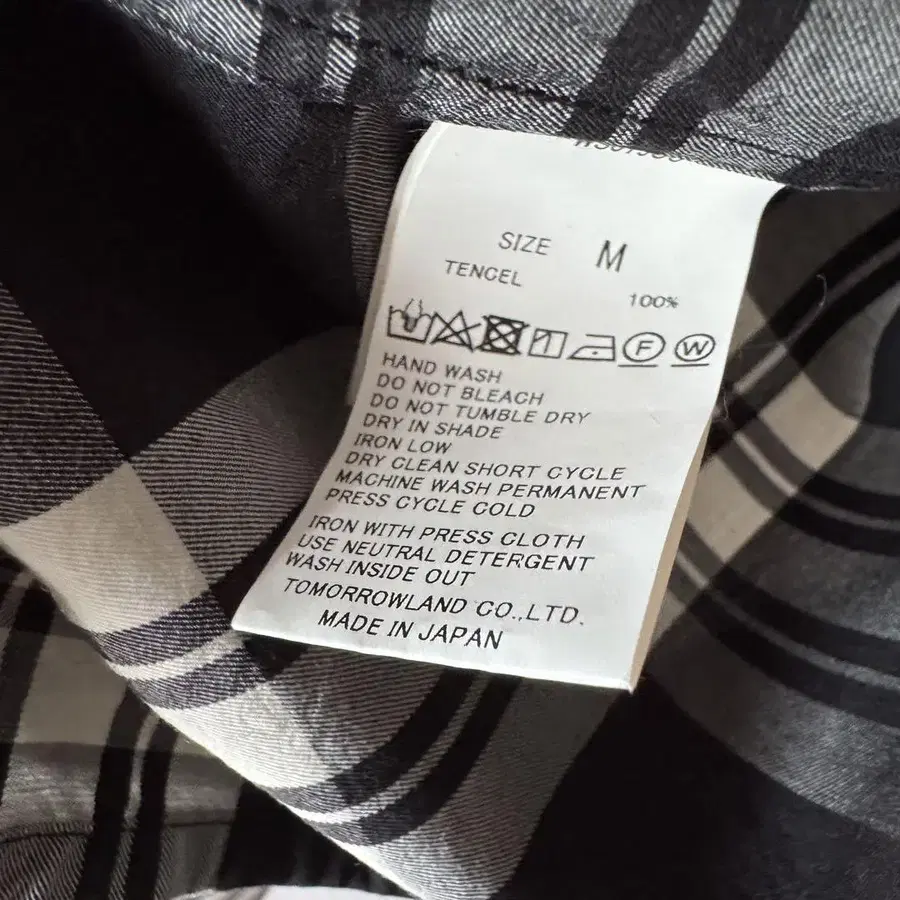 SIZE M
TENCEL
100%
F W
HAND WASH
DO NOT BLEACH
DO NOT TUMBLE DRY
DRY IN SHADE
IRON LOW
DRY CLEAN SHORT CYCLE
MACHINE WASH PERMANENT
PRESS CYCLE COLD
IRON WITH PRESS CLOTH
USE NEUTRAL DETERGENT
WASH INSIDE OUT
TOMORROWLAND CO.,LTD.
MADE IN JAPAN